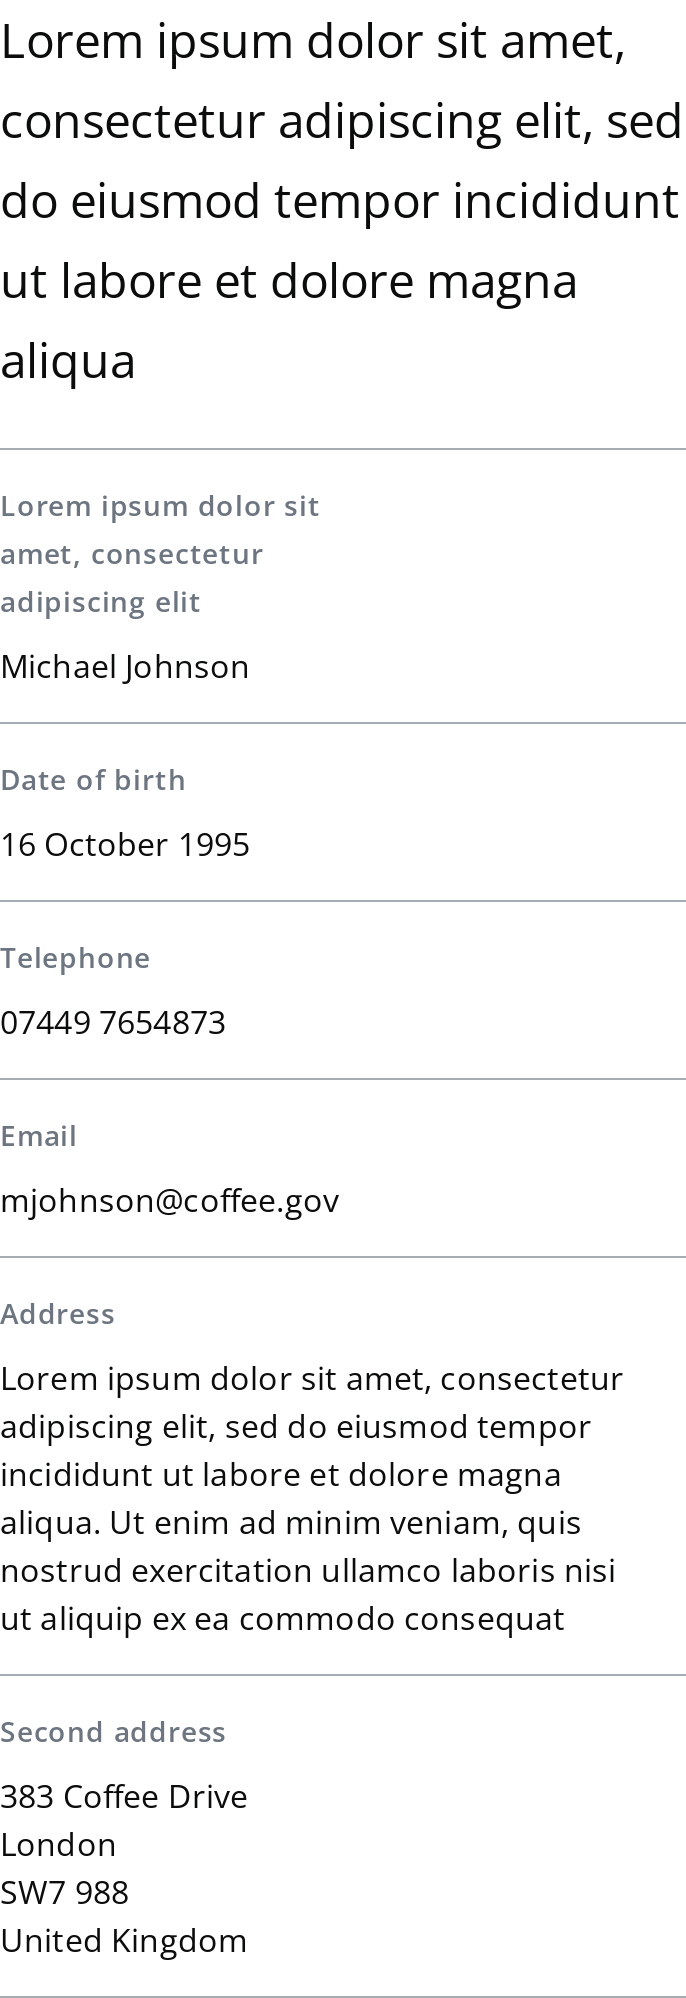 Lorem ipsum dolor sit amet,
consectetur adipiscing elit, sed
do eiusmod tempor incididunt
ut labore et dolore magna
aliqua
Lorem ipsum dolor sit
amet, consectetur
adipiscing elit
Michael Johnson
Date of birth
16 October 1995
Telephone
07449 7654873
Email
mjohnson@coffee.gov
Address
Lorem ipsum dolor sit amet, consectetur
adipiscing elit, sed do eiusmod tempor
incididunt ut labore et dolore magna
aliqua. Ut enim ad minim veniam, quis
nostrud exercitation ullamco laboris nisi
ut aliquip ex ea commodo consequat
Second address
383 Coffee Drive
London
SW7 988
United Kingdom